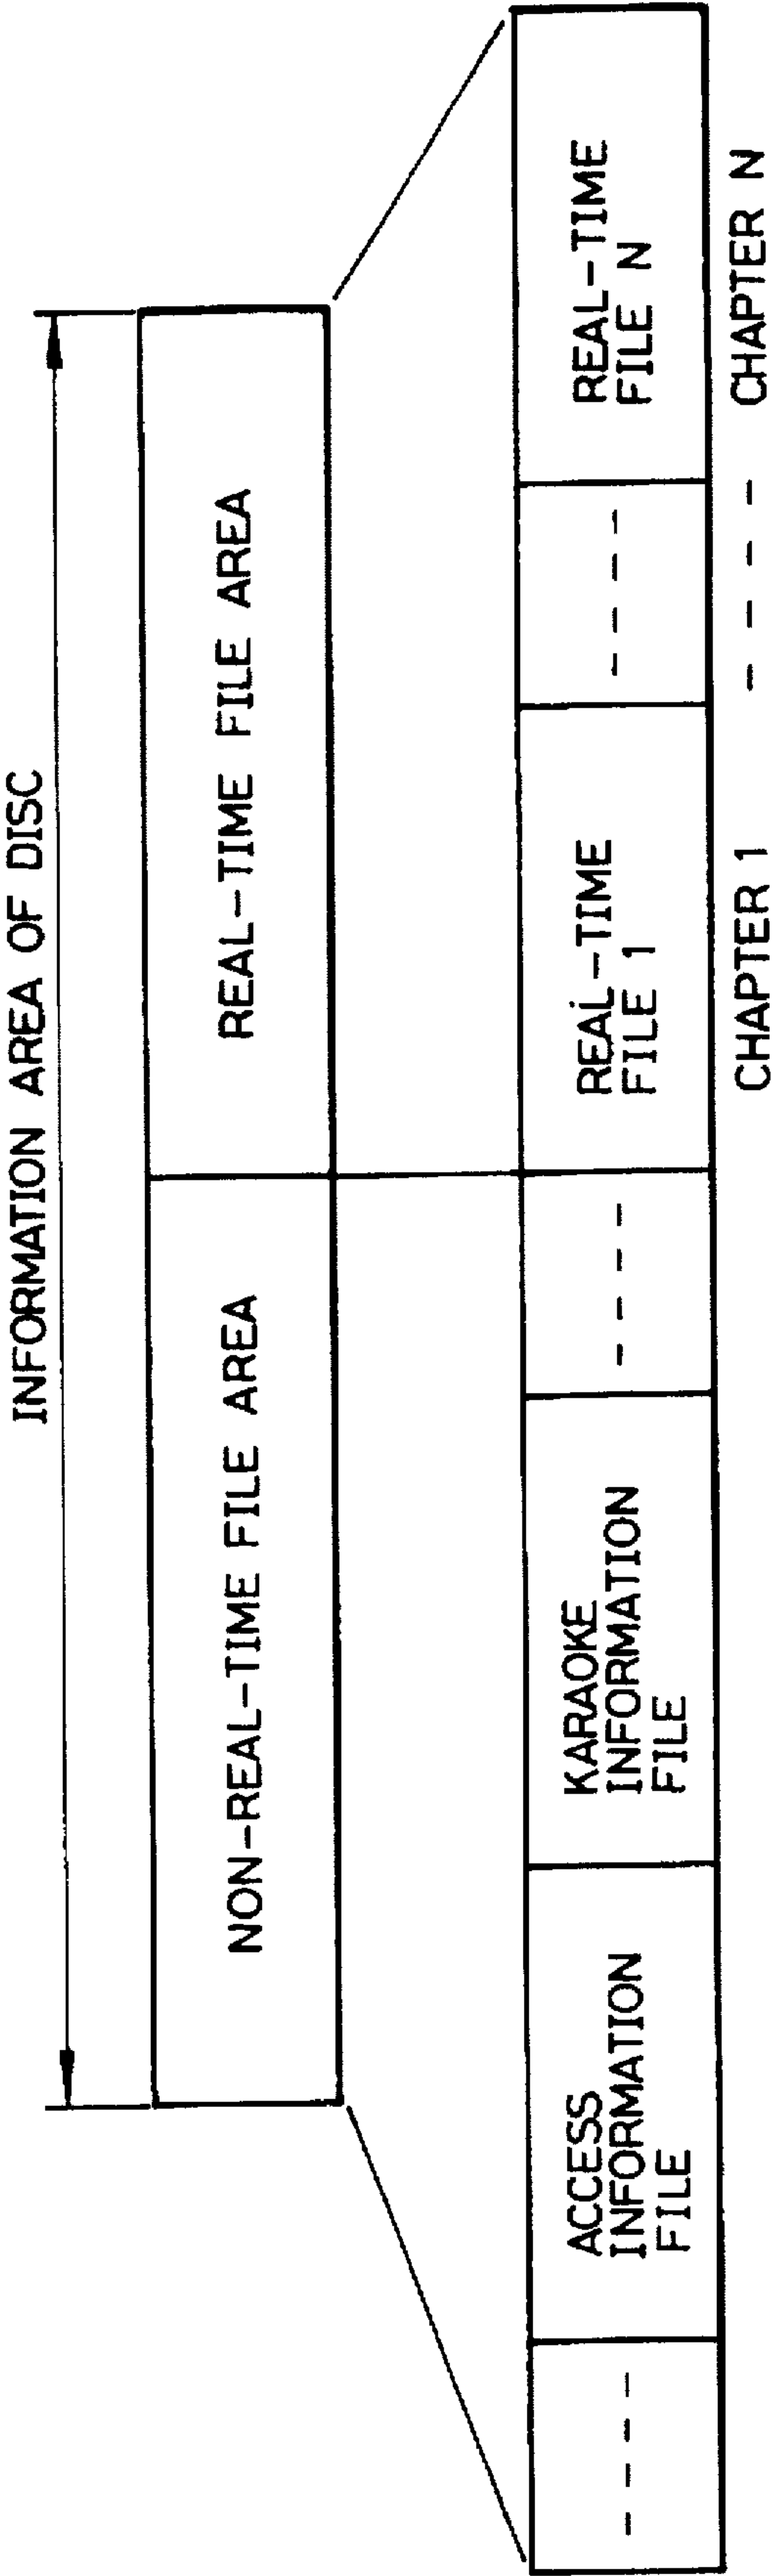 INFORMATION AREA OF DISC
NON-REAL-TIME FILE AREA
REAL-TIME FILE AREA
- - - -
ACCESS
INFORMATION
FILE
KARAOKE
INFORMATION
FILE
- - - -
REAL-TIME
FILE 1
- - - -
REAL-TIME
FILE N
CHAPTER 1 - - - - CHAPTER N